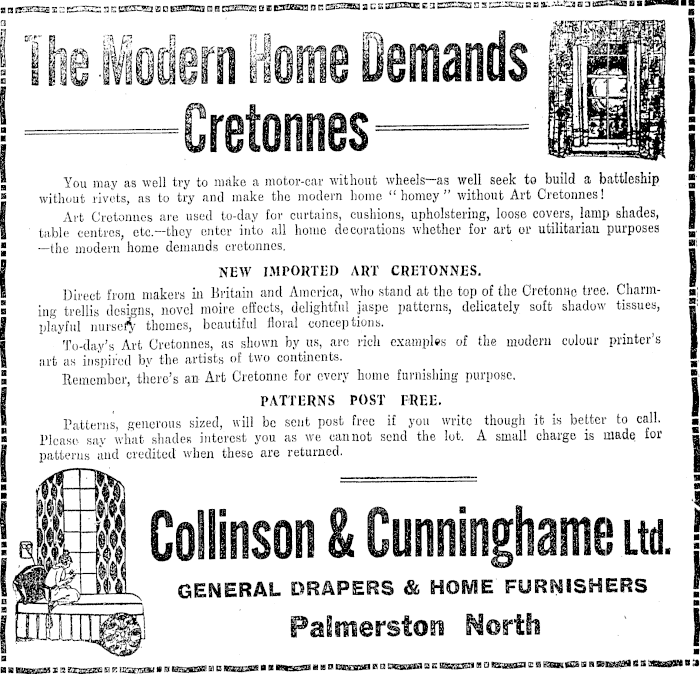 The Modern Home Demands
Cretonnes
You may as well try to make a motor-car without wheels—as well seek to build a battleship
without rivets, as to try and make the modern home "homey" without Art Cretonnes!
Art Cretonnes are used to-day for curtains, cushions, upholstering, loose covers, lamp shades,
table centres, etc.—they enter into all home decorations whether for art or utilitarian purposes
—the modern home demands cretonnes.
NEW IMPORTED ART CRETONNES.
Direct from makers in Britain and America, who stand at the top of the Cretonne tree. Charm-
ing trellis designs, novel moire effects, delightful jaspe patterns, delicately soft shadow tissues,
playful nursery themes, beautiful floral conceptions.
To-day's Art Cretonnes, as shown by us, are rich examples of the modern colour printer's
art as inspired by the artists of two continents.
Remember, there's an Art Cretonne for every home furnishing purpose.
PATTERNS POST FREE.
Patterns, generous sized, will be sent post free if you write though it is better to call.
Please say what shades interest you as we cannot send the lot. A small charge is made for
patterns and credited when these are returned.
Collinson & Cunninghame Ltd.
GENERAL DRAPERS & HOME FURNISHERS
Palmerston North